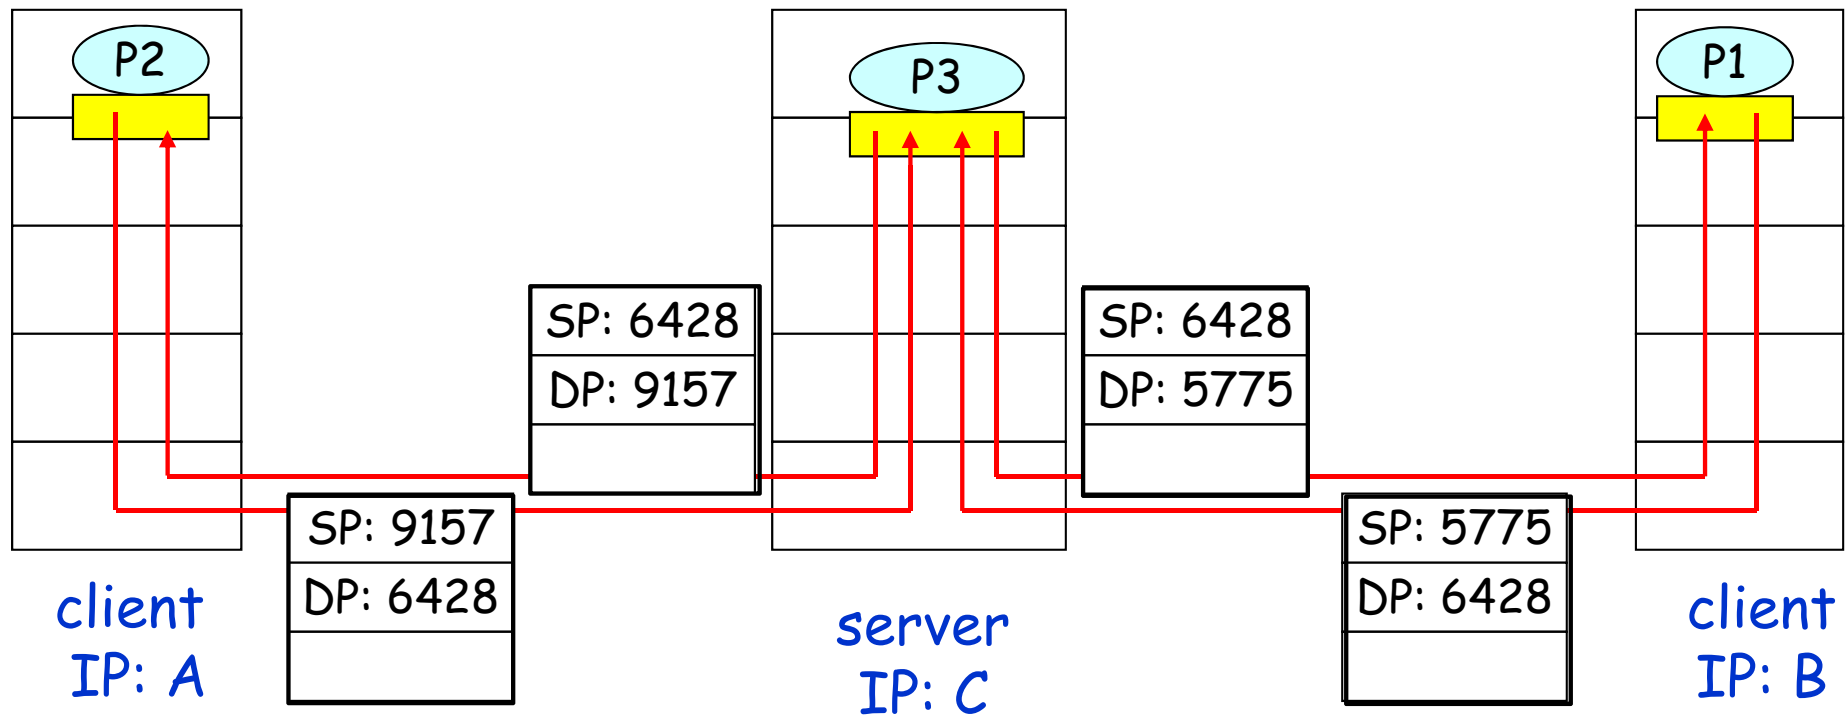 P2
P3
P1
SP: 6428
DP: 9157
SP: 6428
DP: 5775
SP: 9157
DP: 6428
SP: 5775
DP: 6428
client
IP: A
server
IP: C
client
IP: B